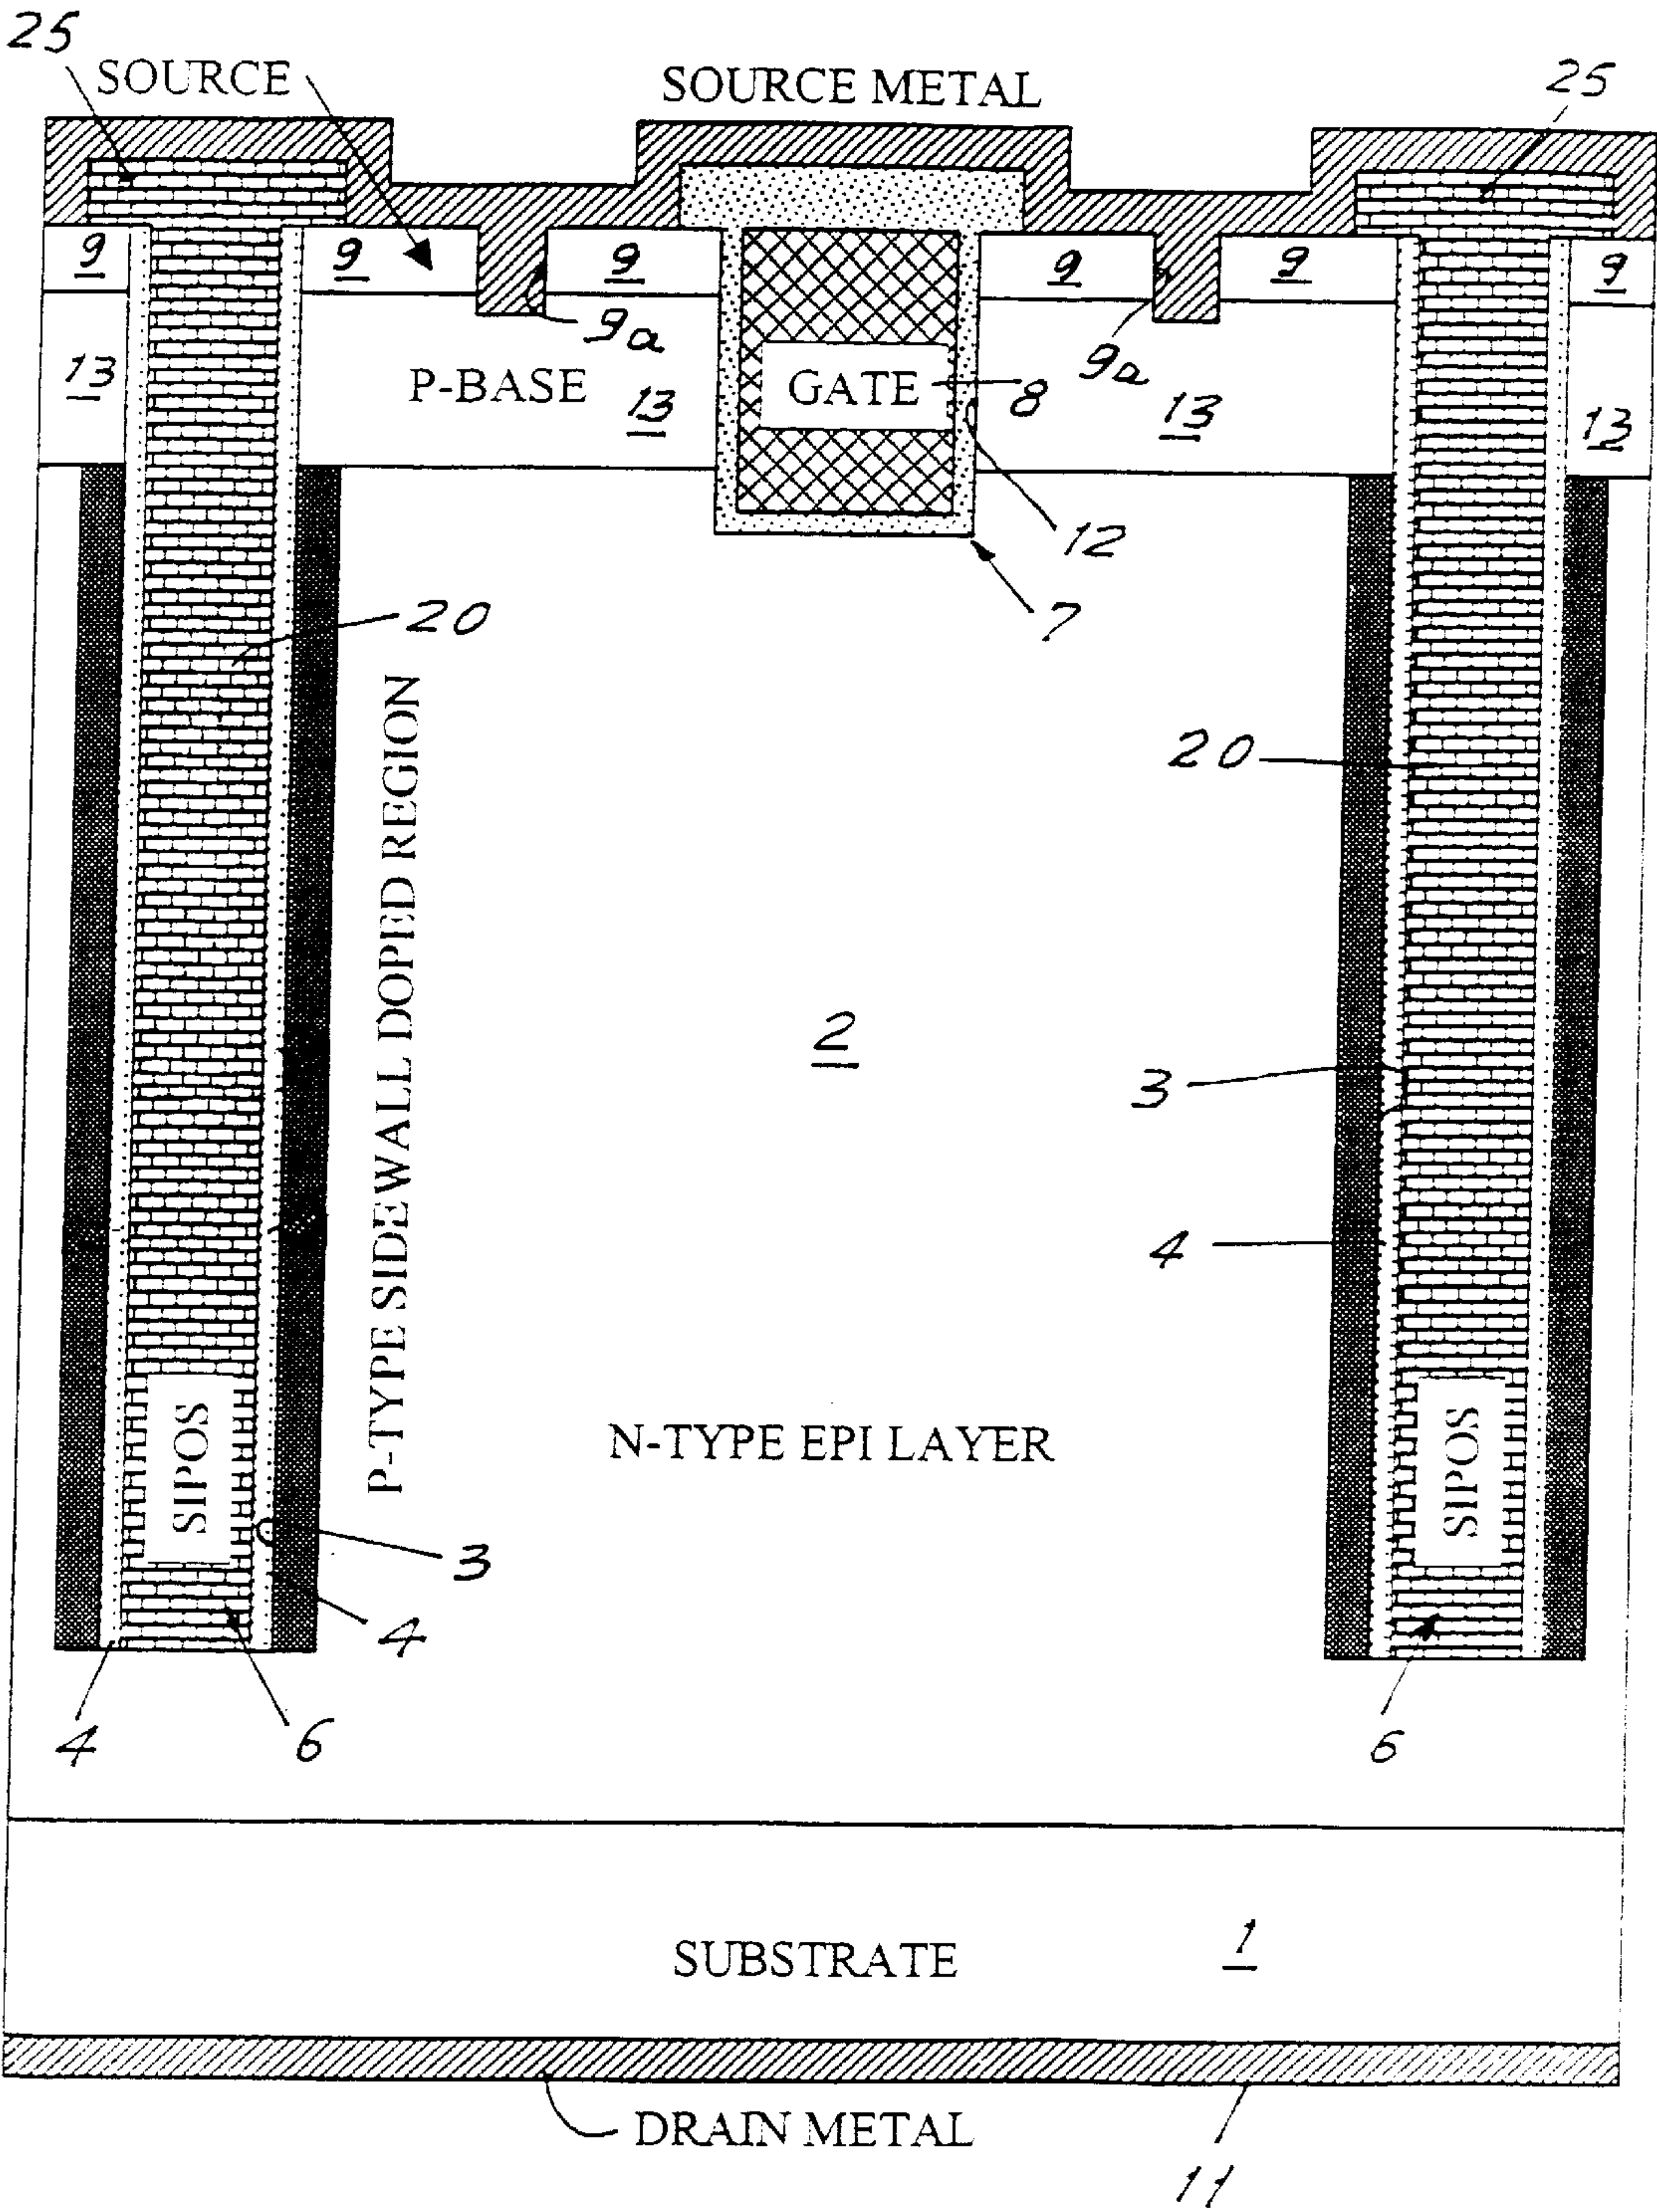 25
SOURCE
SOURCE METAL
25
9
9
9
9
9
9
9a
9a
13
P-BASE
13
GATE
8
13
13
12
7
20
P-TYPE SIDEWALL DOPED REGION
20
2
3
4
N-TYPE EPI LAYER
SIPOS
SIPOS
3
4
4
6
6
SUBSTRATE
1
DRAIN METAL
11